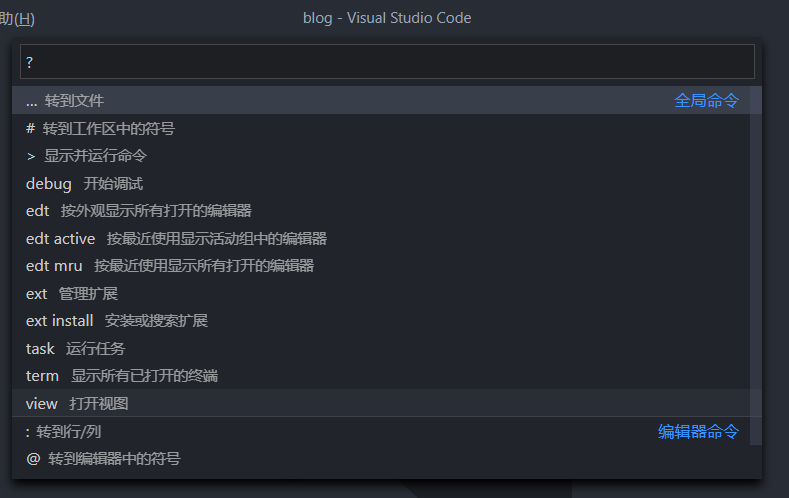 助(H)
blog - Visual Studio Code
?
... 转到文件 全局命令
# 转到工作区中的符号
> 显示并运行命令
debug 开始调试
edt 按外观显示所有打开的编辑器
edt active 按最近使用显示活动组中的编辑器
edt mru 按最近使用显示所有打开的编辑器
ext 管理扩展
ext install 安装或搜索扩展
task 运行任务
term 显示所有已打开的终端
view 打开视图
: 转到行/列 编辑器命令
@ 转到编辑器中的符号